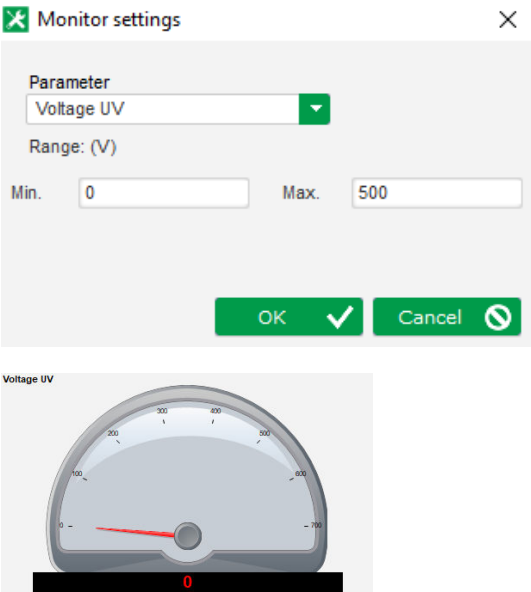 Monitor settings
Parameter
Voltage UV
Range: (V)
Min. 0 Max. 500
OK Cancel
Voltage UV
300 400
200 500
100 600
0 700
0